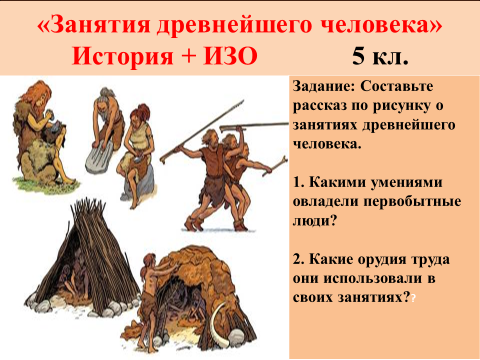 «Занятия древнейшего человека»
История + ИЗО 5 кл.
Задание: Составьте
рассказ по рисунку о
занятиях древнейшего
человека.
1. Какими умениями
овладели первобытные
люди?
2. Какие орудия труда
они использовали в
своих занятиях??